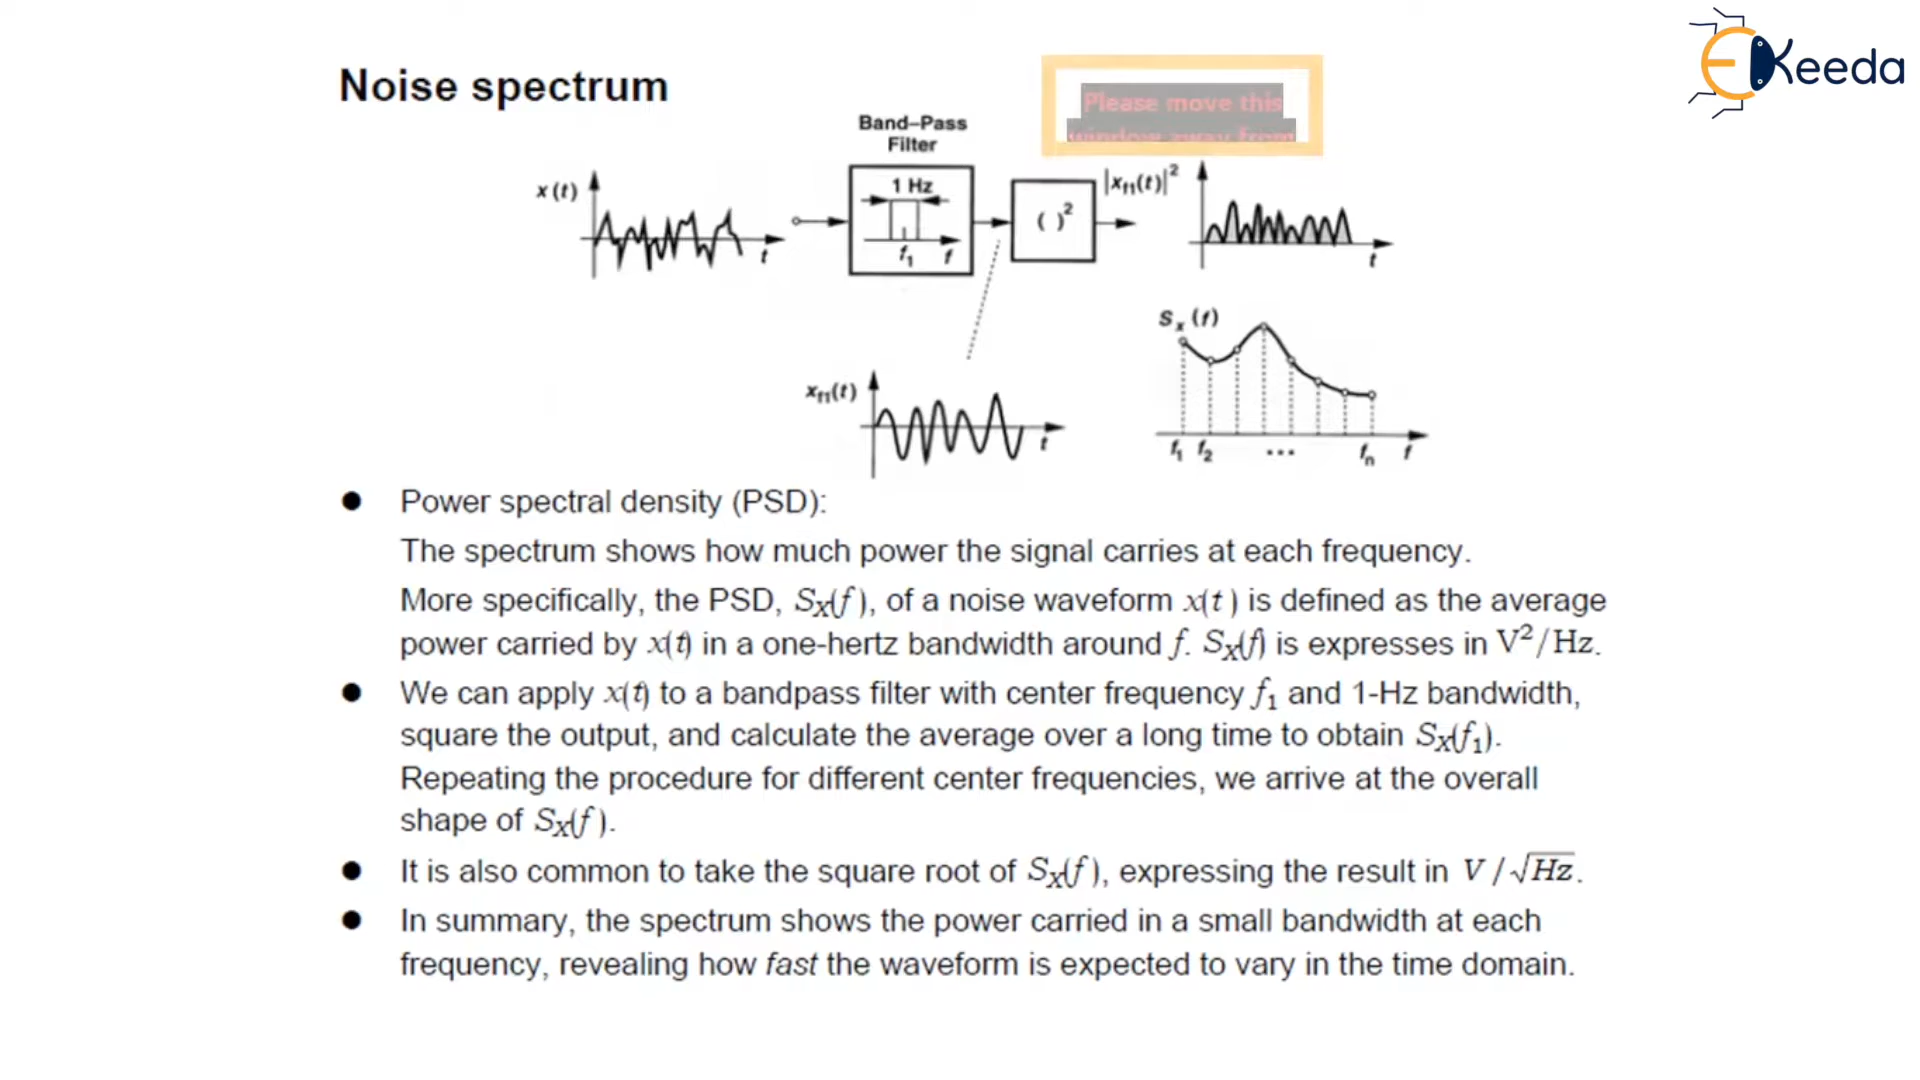 EKeeda
Noise spectrum
Please move this
window away from
Band–Pass
Filter
x (t)
t
1 Hz
f₁ f
( )²
|xf1(t)|²
t
xf1(t)
t
Sx (f)
f₁ f₂ ... fn f
● Power spectral density (PSD):
The spectrum shows how much power the signal carries at each frequency.
More specifically, the PSD, SX(f), of a noise waveform x(t) is defined as the average
power carried by x(t) in a one-hertz bandwidth around f. SX(f) is expresses in V²/Hz.
● We can apply x(t) to a bandpass filter with center frequency f₁ and 1-Hz bandwidth,
square the output, and calculate the average over a long time to obtain SX(f₁).
Repeating the procedure for different center frequencies, we arrive at the overall
shape of SX(f).
● It is also common to take the square root of SX(f), expressing the result in V/√Hz.
● In summary, the spectrum shows the power carried in a small bandwidth at each
frequency, revealing how fast the waveform is expected to vary in the time domain.